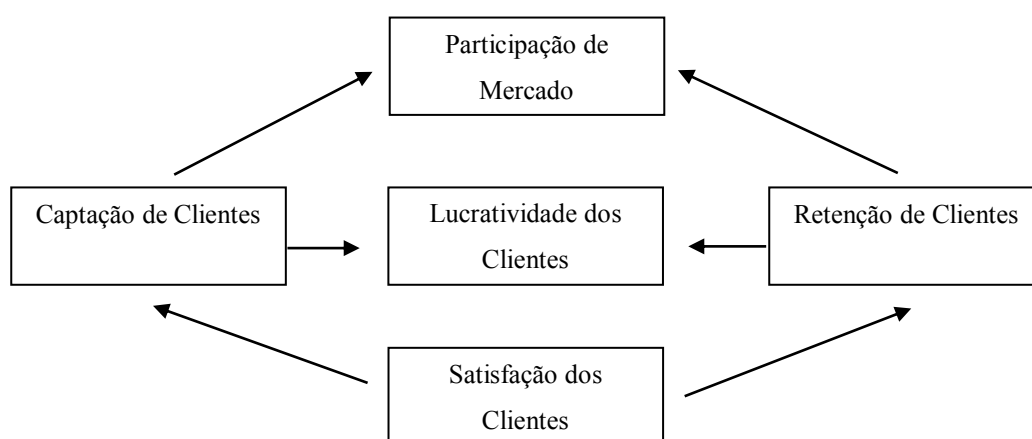 Participação de
Mercado
Captação de Clientes
Lucratividade dos
Clientes
Retenção de Clientes
Satisfação dos
Clientes